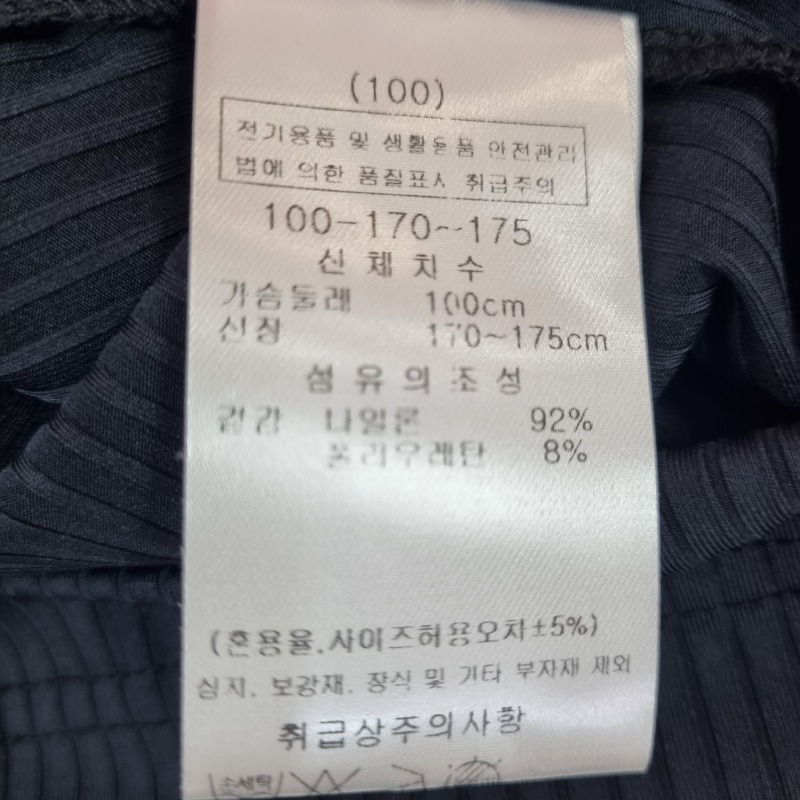 (100)
전기용품 및 생활용품 안전관리
법에 의한 품질표시 취급주의
100-170~175
신체치수
가슴둘레 100cm
신장 170~175cm
섬유의조성
겉감 나일론 92%
폴리우레탄 8%
(혼용율,사이즈허용오차±5%)
심지, 보강재, 장식 및 기타 부자재 제외
취급상주의사항
손세탁